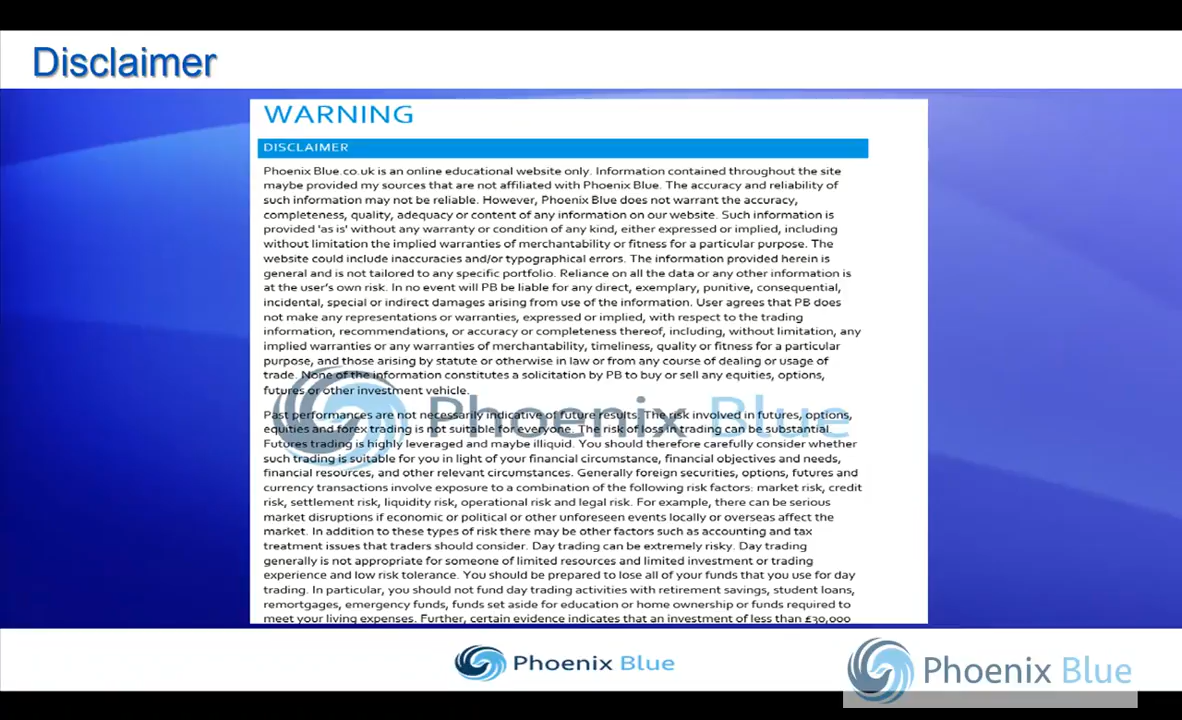 Disclaimer
WARNING
DISCLAIMER
Phoenix Blue.co.uk is an online educational website only. Information contained throughout the site
maybe provided my sources that are not affiliated with Phoenix Blue. The accuracy and reliability of
such information may not be reliable. However, Phoenix Blue does not warrant the accuracy,
completeness, quality, adequacy or content of any information on our website. Such information is
provided 'as is' without any warranty or condition of any kind, either expressed or implied, including
without limitation the implied warranties of merchantability or fitness for a particular purpose. The
website could include inaccuracies and/or typographical errors. The information provided herein is
general and is not tailored to any specific portfolio. Reliance on all the data or any other information is
at the user's own risk. In no event will PB be liable for any direct, exemplary, punitive, consequential,
incidental, special or indirect damages arising from use of the information. User agrees that PB does
not make any representations or warranties, expressed or implied, with respect to the trading
information, recommendations, or accuracy or completeness thereof, including, without limitation, any
implied warranties or any warranties of merchantability, timeliness, quality or fitness for a particular
purpose, and those arising by statute or otherwise in law or from any course of dealing or usage of
trade. None of the information constitutes a solicitation by PB to buy or sell any equities, options,
futures or other investment vehicle.
Past performances are not necessarily indicative of future results. The risk involved in futures, options,
equities and forex trading is not suitable for everyone. The risk of loss in trading can be substantial.
Futures trading is highly leveraged and maybe illiquid. You should therefore carefully consider whether
such trading is suitable for you in light of your financial circumstance, financial objectives and needs,
financial resources, and other relevant circumstances. Generally foreign securities, options, futures and
currency transactions involve exposure to a combination of the following risk factors: market risk, credit
risk, settlement risk, liquidity risk, operational risk and legal risk. For example, there can be serious
market disruptions if economic or political or other unforeseen events locally or overseas affect the
market. In addition to these types of risk there may be other factors such as accounting and tax
treatment issues that traders should consider. Day trading can be extremely risky. Day trading
generally is not appropriate for someone of limited resources and limited investment or trading
experience and low risk tolerance. You should be prepared to lose all of your funds that you use for day
trading. In particular, you should not fund day trading activities with retirement savings, student loans,
remortgages, emergency funds, funds set aside for education or home ownership or funds required to
meet your living expenses. Further, certain evidence indicates that an investment of less than £30,000
Phoenix Blue
Phoenix Blue
Phoenix Blue